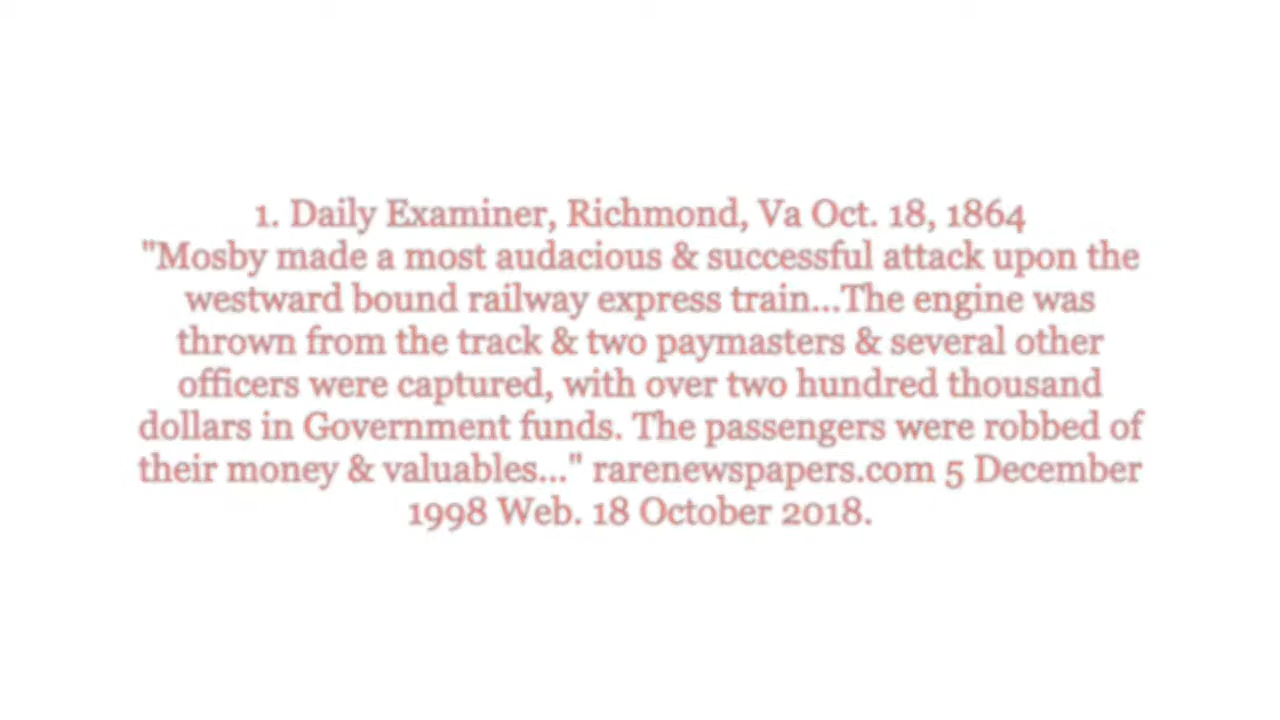 1. Daily Examiner, Richmond, Va Oct. 18, 1864
"Mosby made a most audacious & successful attack upon the
westward bound railway express train...The engine was
thrown from the track & two paymasters & several other
officers were captured, with over two hundred thousand
dollars in Government funds. The passengers were robbed of
their money & valuables..." rarenewspapers.com 5 December
1998 Web. 18 October 2018.